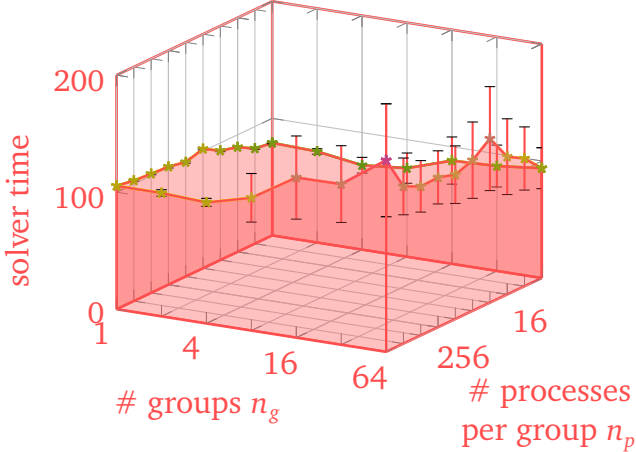 200
100
0
solver time
1
4
16
64
# groups n_g
256
16
# processes
per group n_p